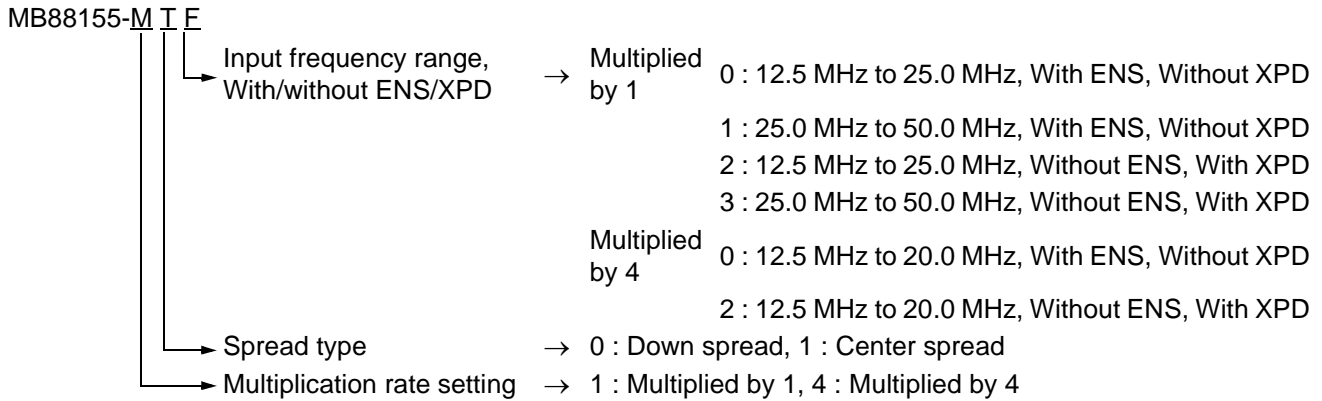 MB88155-M T F
Input frequency range,
With/without ENS/XPD
→ Multiplied
by 1
0 : 12.5 MHz to 25.0 MHz, With ENS, Without XPD
1 : 25.0 MHz to 50.0 MHz, With ENS, Without XPD
2 : 12.5 MHz to 25.0 MHz, Without ENS, With XPD
3 : 25.0 MHz to 50.0 MHz, Without ENS, With XPD
Multiplied
by 4
0 : 12.5 MHz to 20.0 MHz, With ENS, Without XPD
2 : 12.5 MHz to 20.0 MHz, Without ENS, With XPD
Spread type → 0 : Down spread, 1 : Center spread
Multiplication rate setting → 1 : Multiplied by 1, 4 : Multiplied by 4